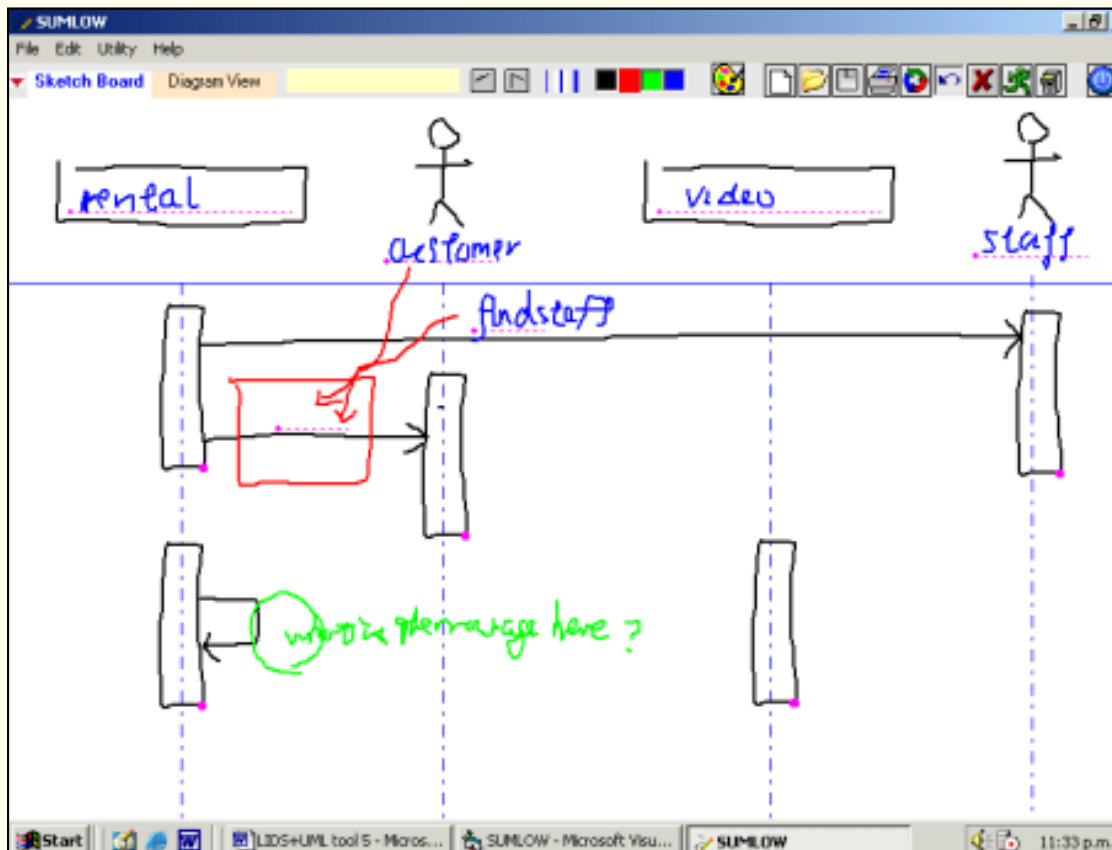 SUMLOW
File Edit Utility Help
Sketch Board Diagram View
rental
video
customer
staff
findstaff
here ?
Start
LIDS+UML tool 5 - Micros...
SUMLOW - Microsoft Visu...
SUMLOW
11:33 p.m.